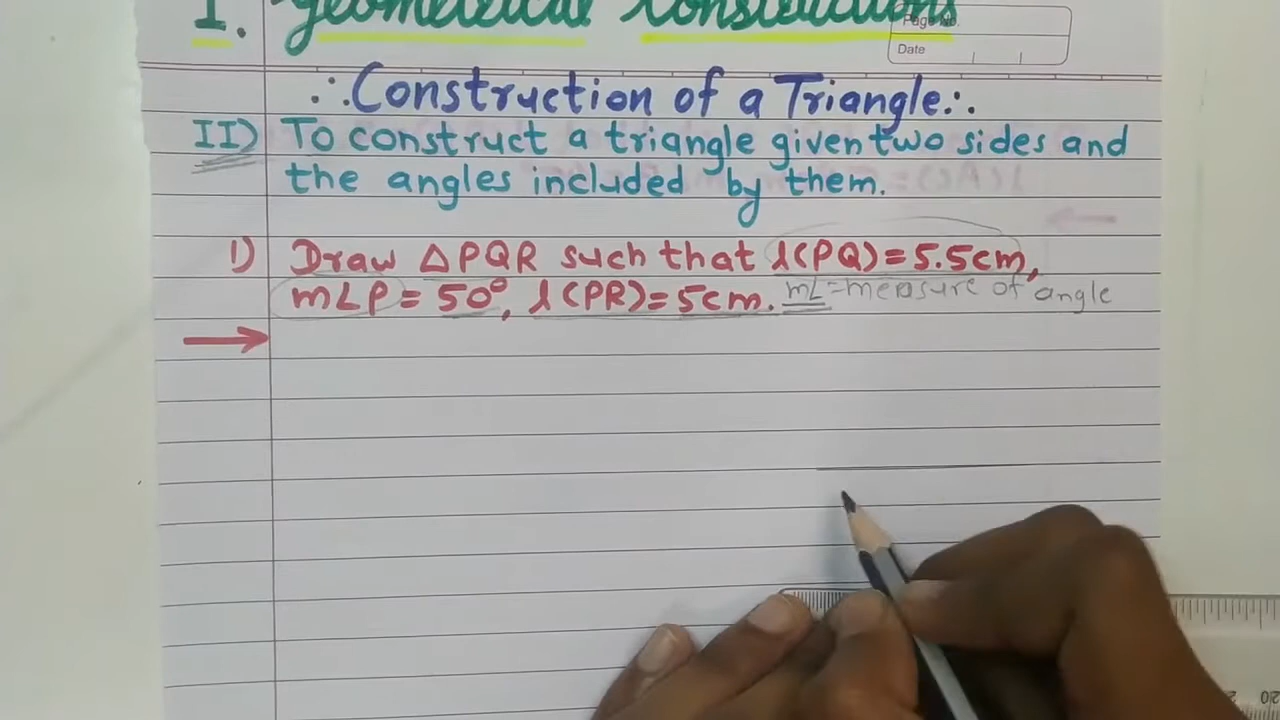 I. Geometrical Constructions
Page No.
Date
∴Construction of a Triangle∴
II) To construct a triangle given two sides and
the angles included by them.
1) Draw △PQR such that l(PQ)=5.5cm,
m∠P=50°, l(PR)=5cm. m∠=measure of angle
20